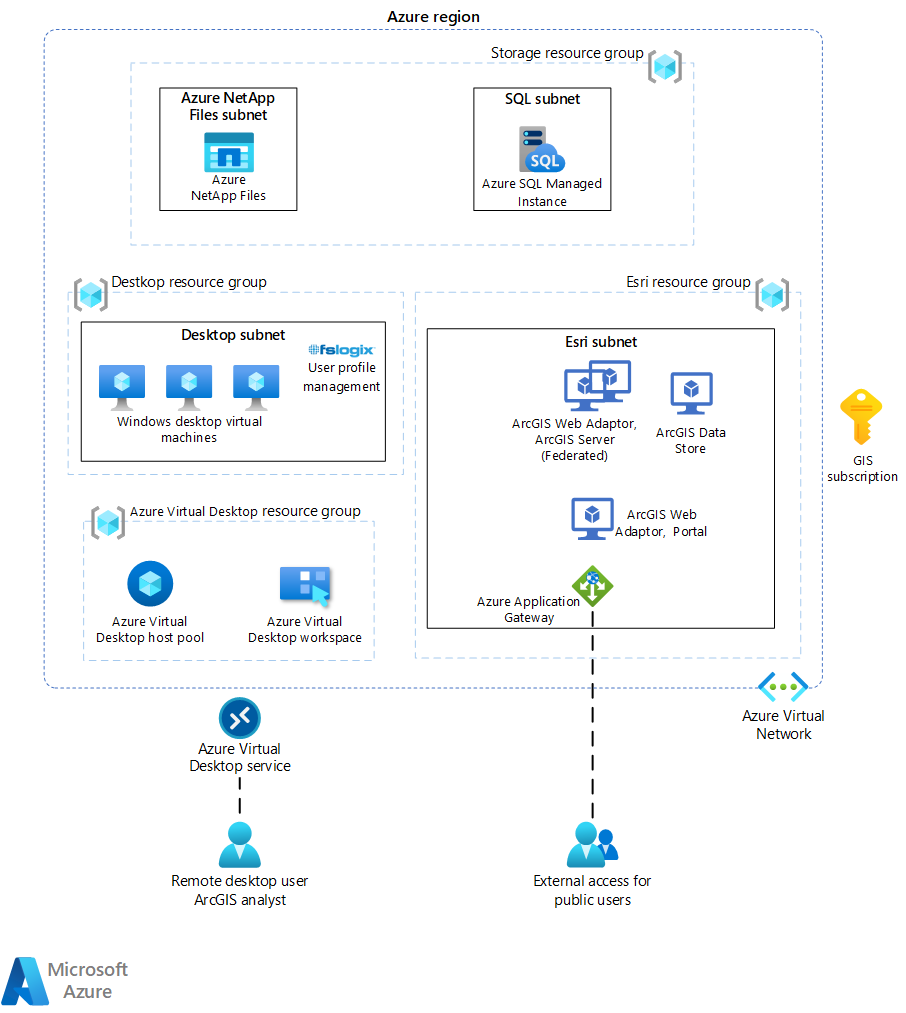 Azure region
Storage resource group
Azure NetApp
Files subnet
Azure
NetApp Files
SQL subnet
SQL
Azure SQL Managed
Instance
Destkop resource group
Desktop subnet
fslogix
User profile
management
Windows desktop virtual
machines
Esri resource group
Esri subnet
ArcGIS Web Adaptor,
ArcGIS Server
(Federated)
ArcGIS Data
Store
ArcGIS Web
Adaptor, Portal
Azure Application
Gateway
GIS
subscription
Azure Virtual Desktop resource group
Azure Virtual
Desktop host pool
Azure Virtual
Desktop workspace
Azure Virtual
Network
Azure Virtual
Desktop service
Remote desktop user
ArcGIS analyst
External access for
public users
Microsoft
Azure